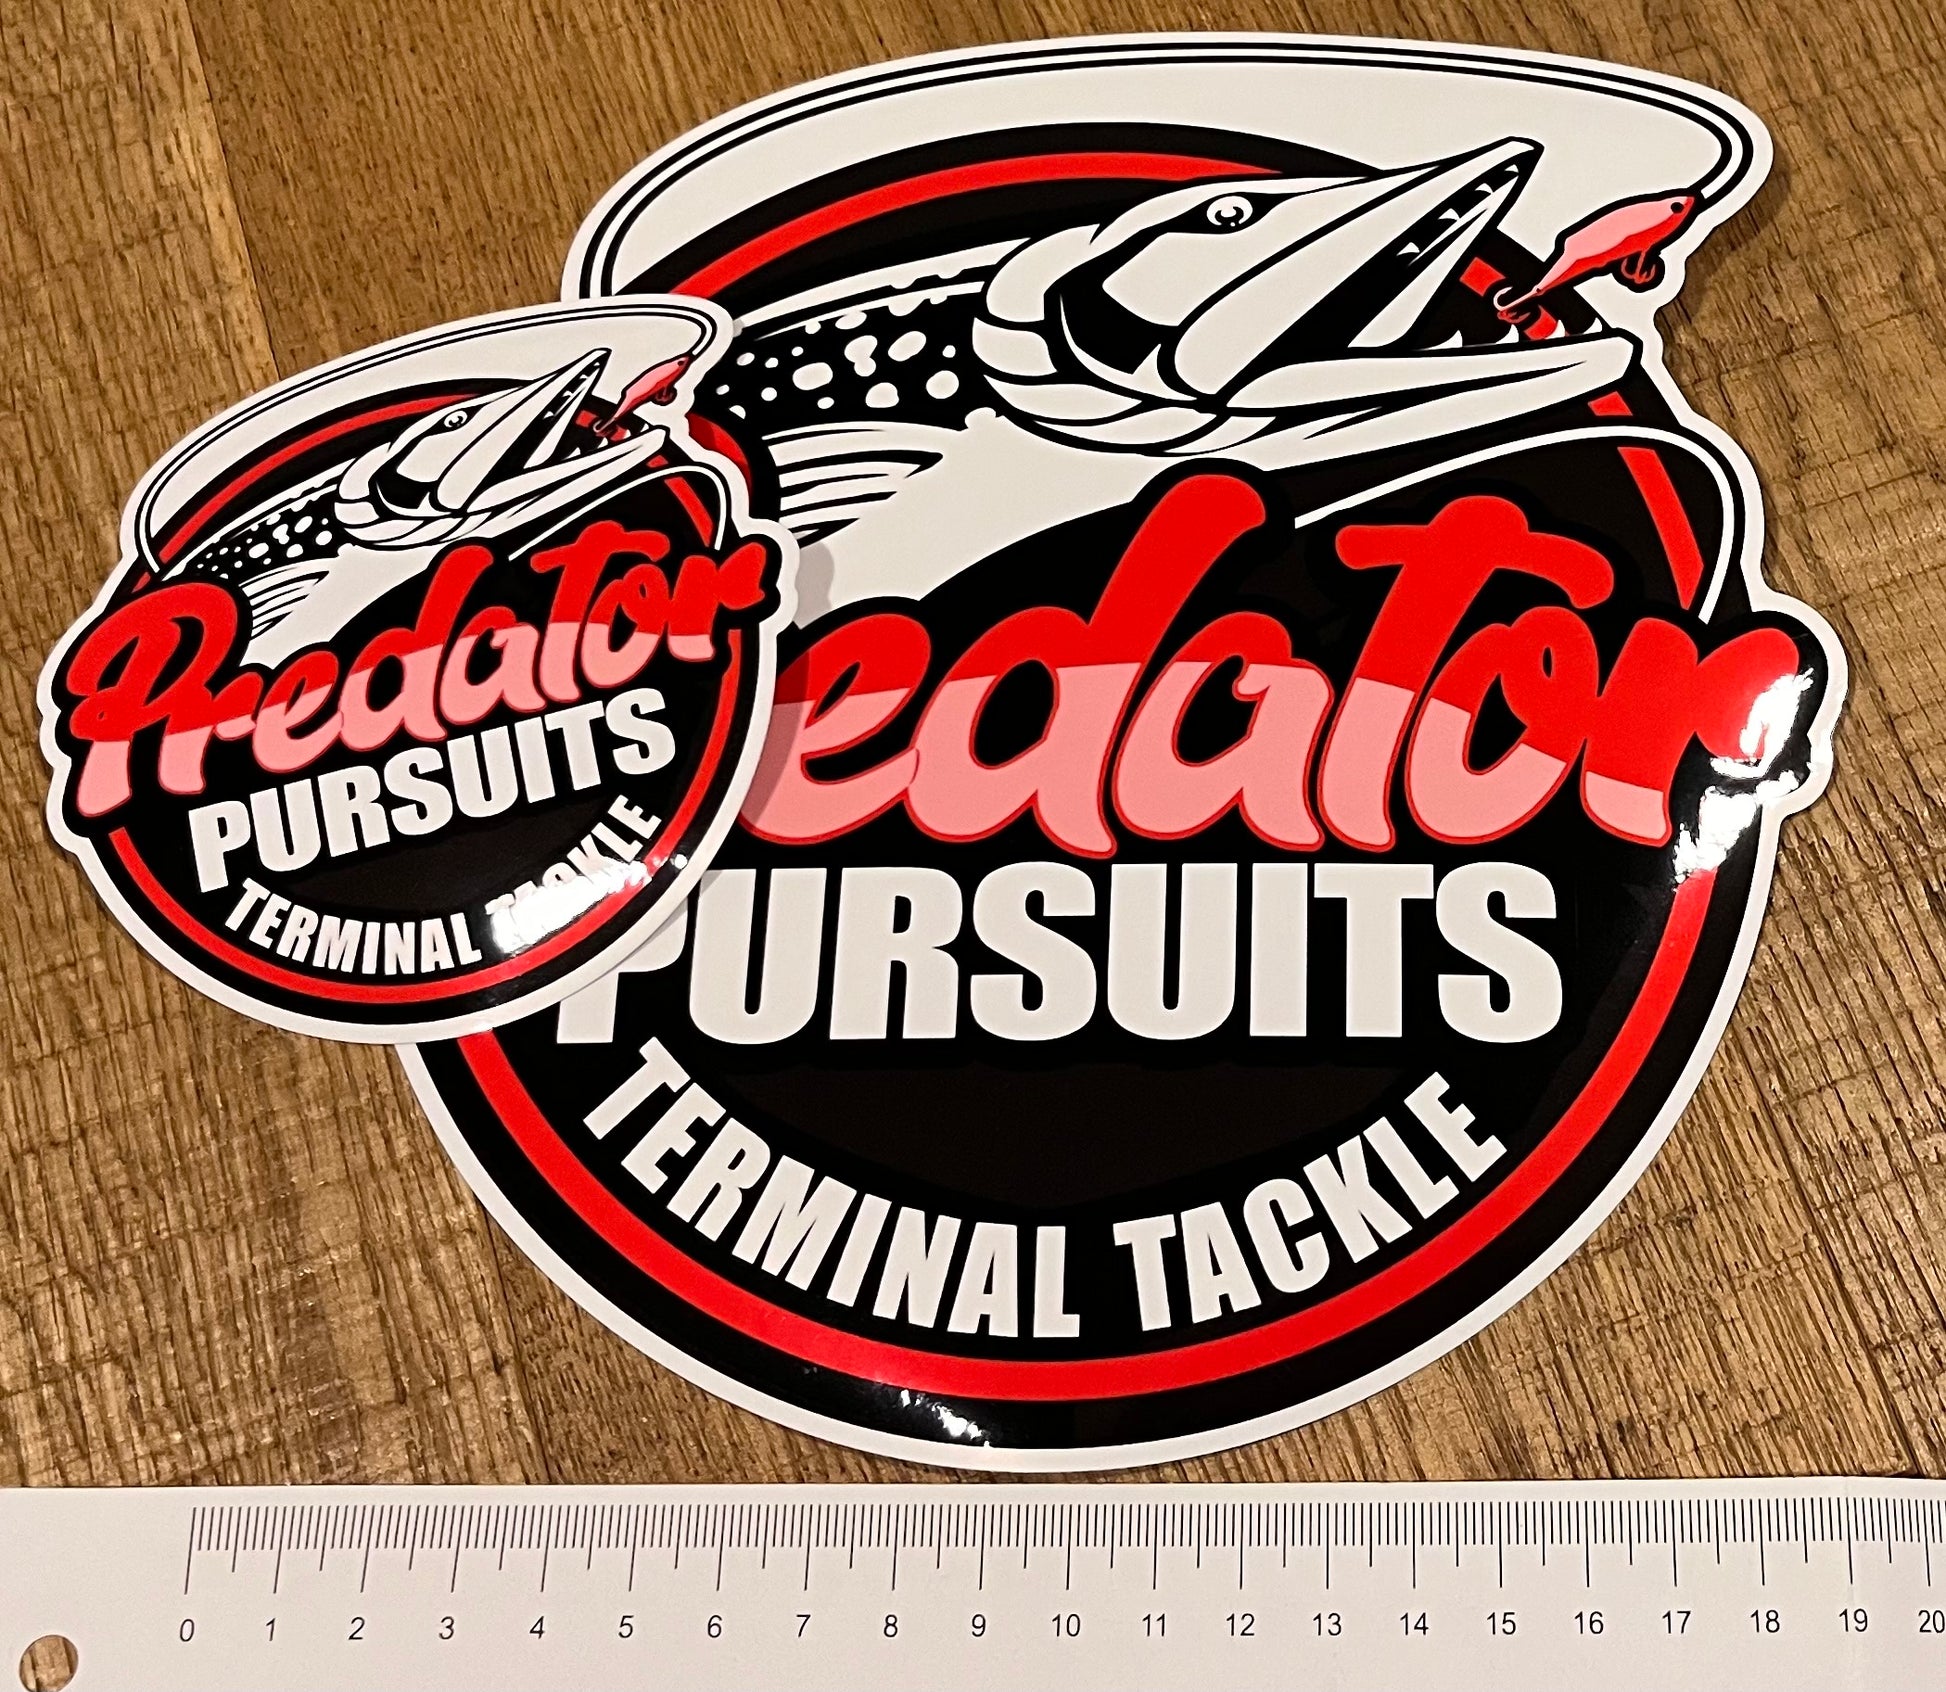 Predator
PURSUITS
TERMINAL TACKLE
Predator
PURSUITS
TERMINAL TACKLE
0 1 2 3 4 5 6 7 8 9 10 11 12 13 14 15 16 17 18 19 20